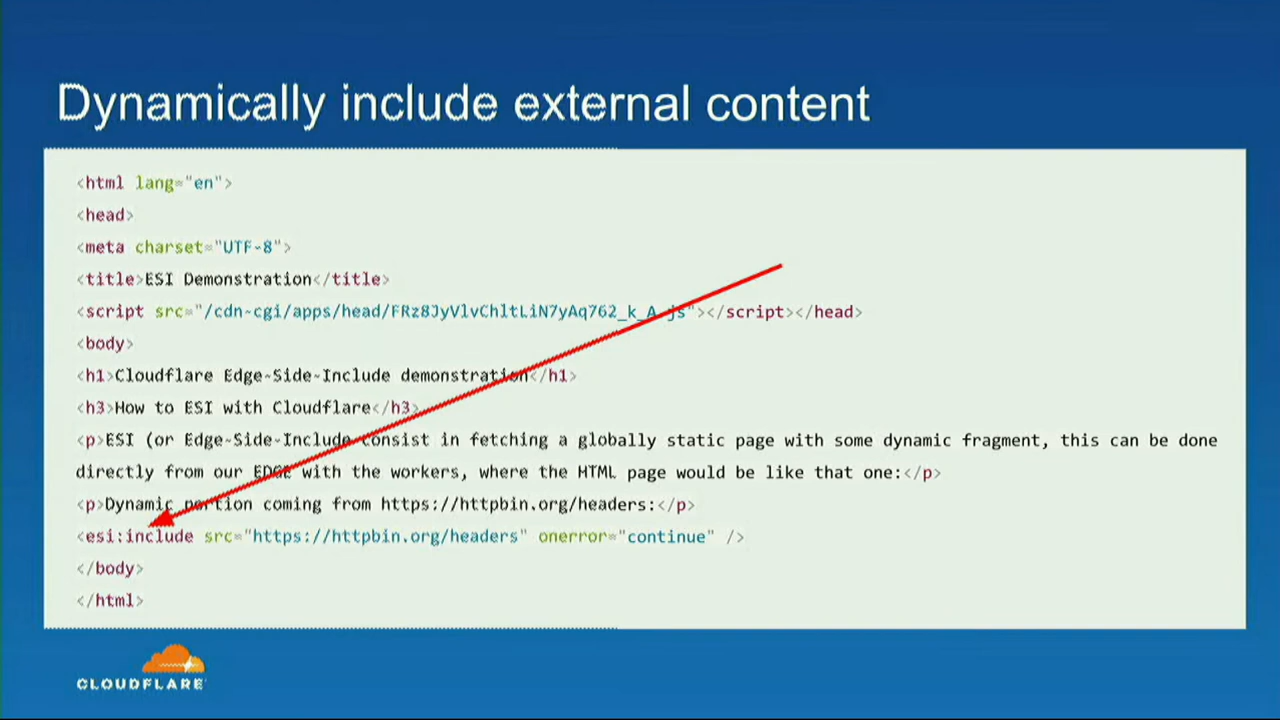 Dynamically include external content
<html lang="en">
<head>
<meta charset="UTF-8">
<title>ESI Demonstration</title>
<script src="/cdn-cgi/apps/head/FRz8JyVlvChltLiN7yAq762_k_A.js"></script></head>
<body>
<h1>Cloudflare Edge-Side-Include demonstration</h1>
<h3>How to ESI with Cloudflare</h3>
<p>ESI (or Edge-Side-Include consist in fetching a globally static page with some dynamic fragment, this can be done
directly from our EDGE with the workers, where the HTML page would be like that one:</p>
<p>Dynamic portion coming from https://httpbin.org/headers:</p>
<esi:include src="https://httpbin.org/headers" onerror="continue" />
</body>
</html>
CLOUDFLARE